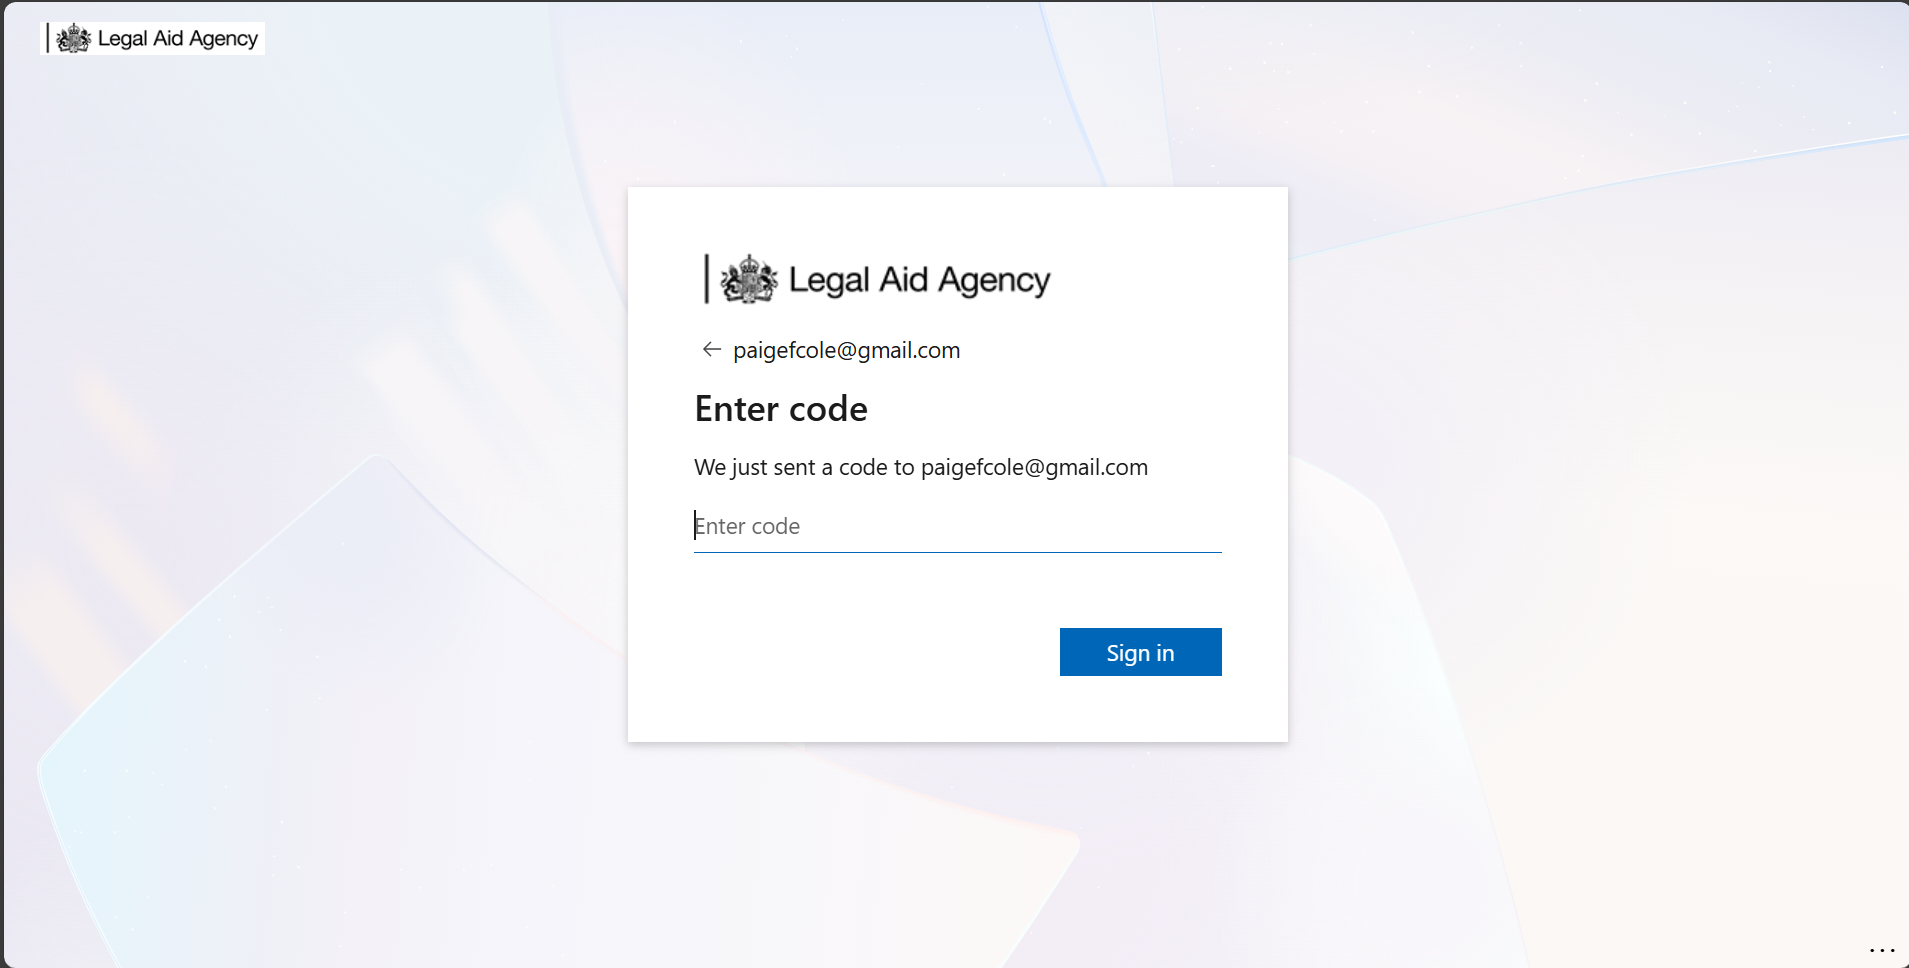 Legal Aid Agency
Legal Aid Agency
paigefcole@gmail.com
Enter code
We just sent a code to paigefcole@gmail.com
Enter code
Sign in